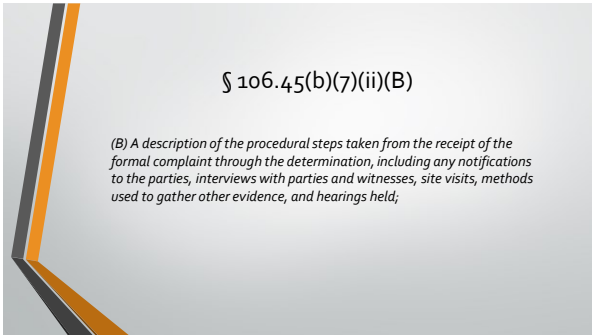 § 106.45(b)(7)(ii)(B)
(B) A description of the procedural steps taken from the receipt of the
formal complaint through the determination, including any notifications
to the parties, interviews with parties and witnesses, site visits, methods
used to gather other evidence, and hearings held;